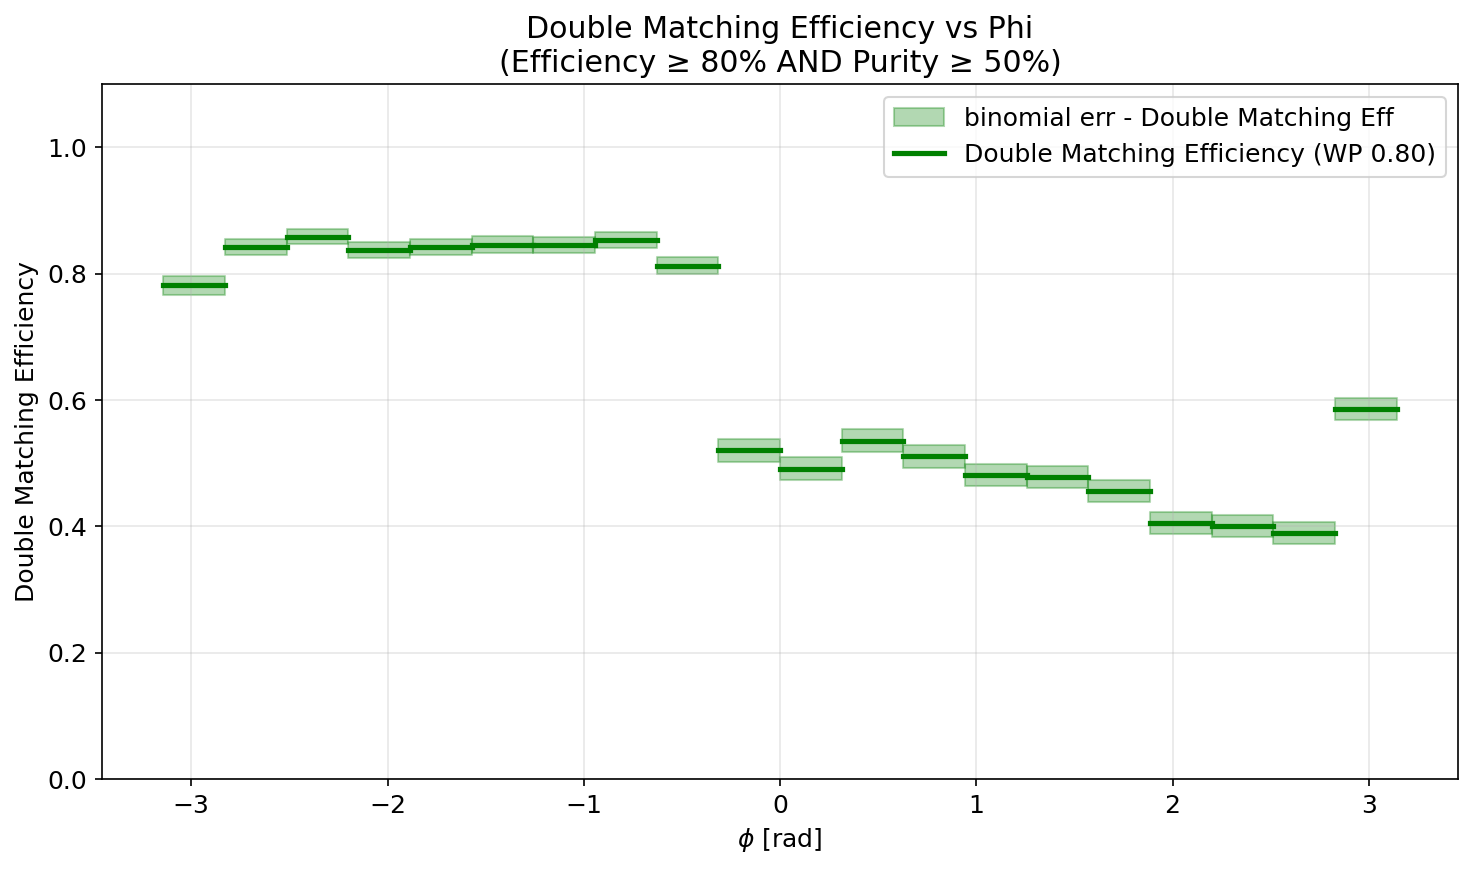 Double Matching Efficiency vs Phi
(Efficiency ≥ 80% AND Purity ≥ 50%)
binomial err - Double Matching Eff
Double Matching Efficiency (WP 0.80)
Double Matching Efficiency
1.0
0.8
0.6
0.4
0.2
0.0
−3
−2
−1
0
1
2
3
ϕ [rad]